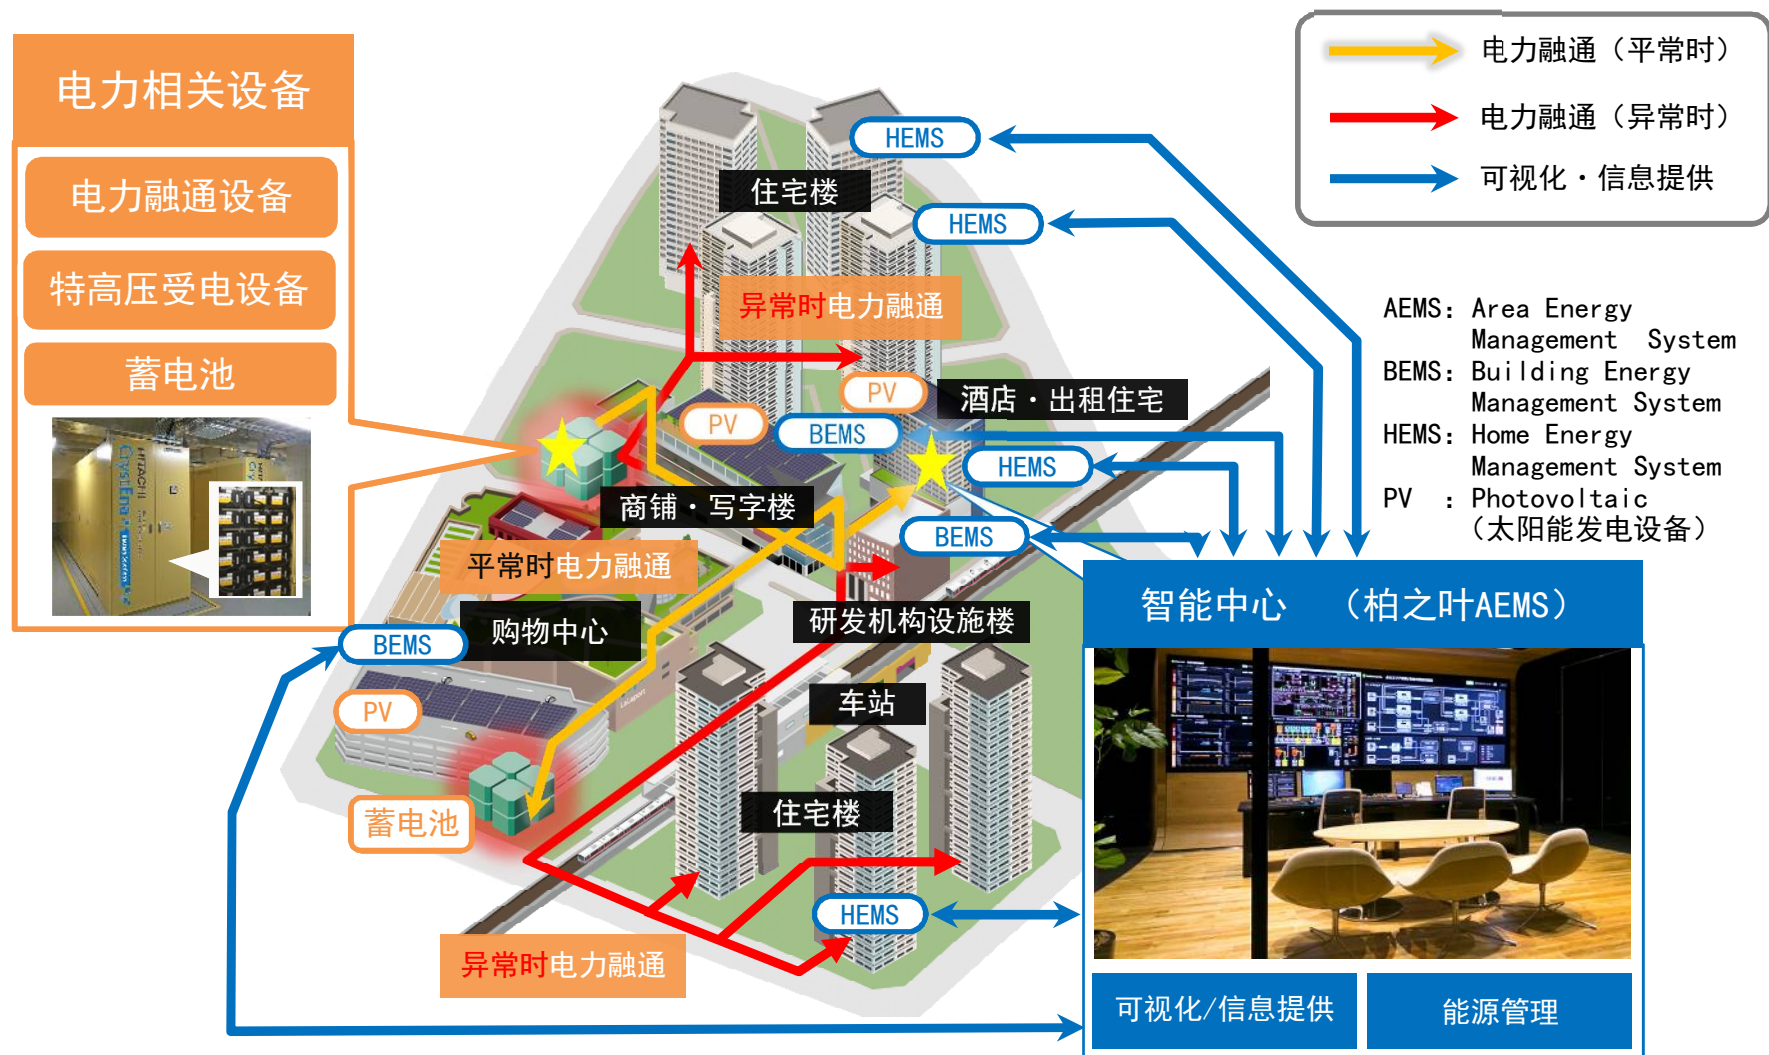 电力相关设备
电力融通设备
特高压受电设备
蓄电池
HITACHI
CrystEna
电力融通（平常时）
电力融通（异常时）
可视化·信息提供
AEMS：Area Energy
Management System
BEMS：Building Energy
Management System
HEMS：Home Energy
Management System
PV ：Photovoltaic
（太阳能发电设备）
HEMS
住宅楼
HEMS
异常时电力融通
PV
酒店·出租住宅
PV
BEMS
HEMS
商铺·写字楼
BEMS
平常时电力融通
购物中心
研发机构设施楼
BEMS
车站
PV
住宅楼
蓄电池
HEMS
异常时电力融通
智能中心 （柏之叶AEMS）
可视化/信息提供
能源管理